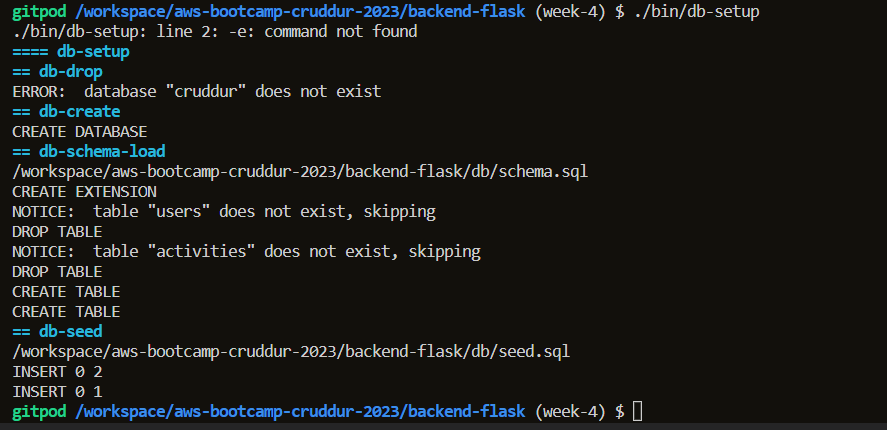 gitpod /workspace/aws-bootcamp-cruddur-2023/backend-flask (week-4) $ ./bin/db-setup
./bin/db-setup: line 2: -e: command not found
==== db-setup
== db-drop
ERROR:  database "cruddur" does not exist
== db-create
CREATE DATABASE
== db-schema-load
/workspace/aws-bootcamp-cruddur-2023/backend-flask/db/schema.sql
CREATE EXTENSION
NOTICE:  table "users" does not exist, skipping
DROP TABLE
NOTICE:  table "activities" does not exist, skipping
DROP TABLE
CREATE TABLE
CREATE TABLE
== db-seed
/workspace/aws-bootcamp-cruddur-2023/backend-flask/db/seed.sql
INSERT 0 2
INSERT 0 1
gitpod /workspace/aws-bootcamp-cruddur-2023/backend-flask (week-4) $